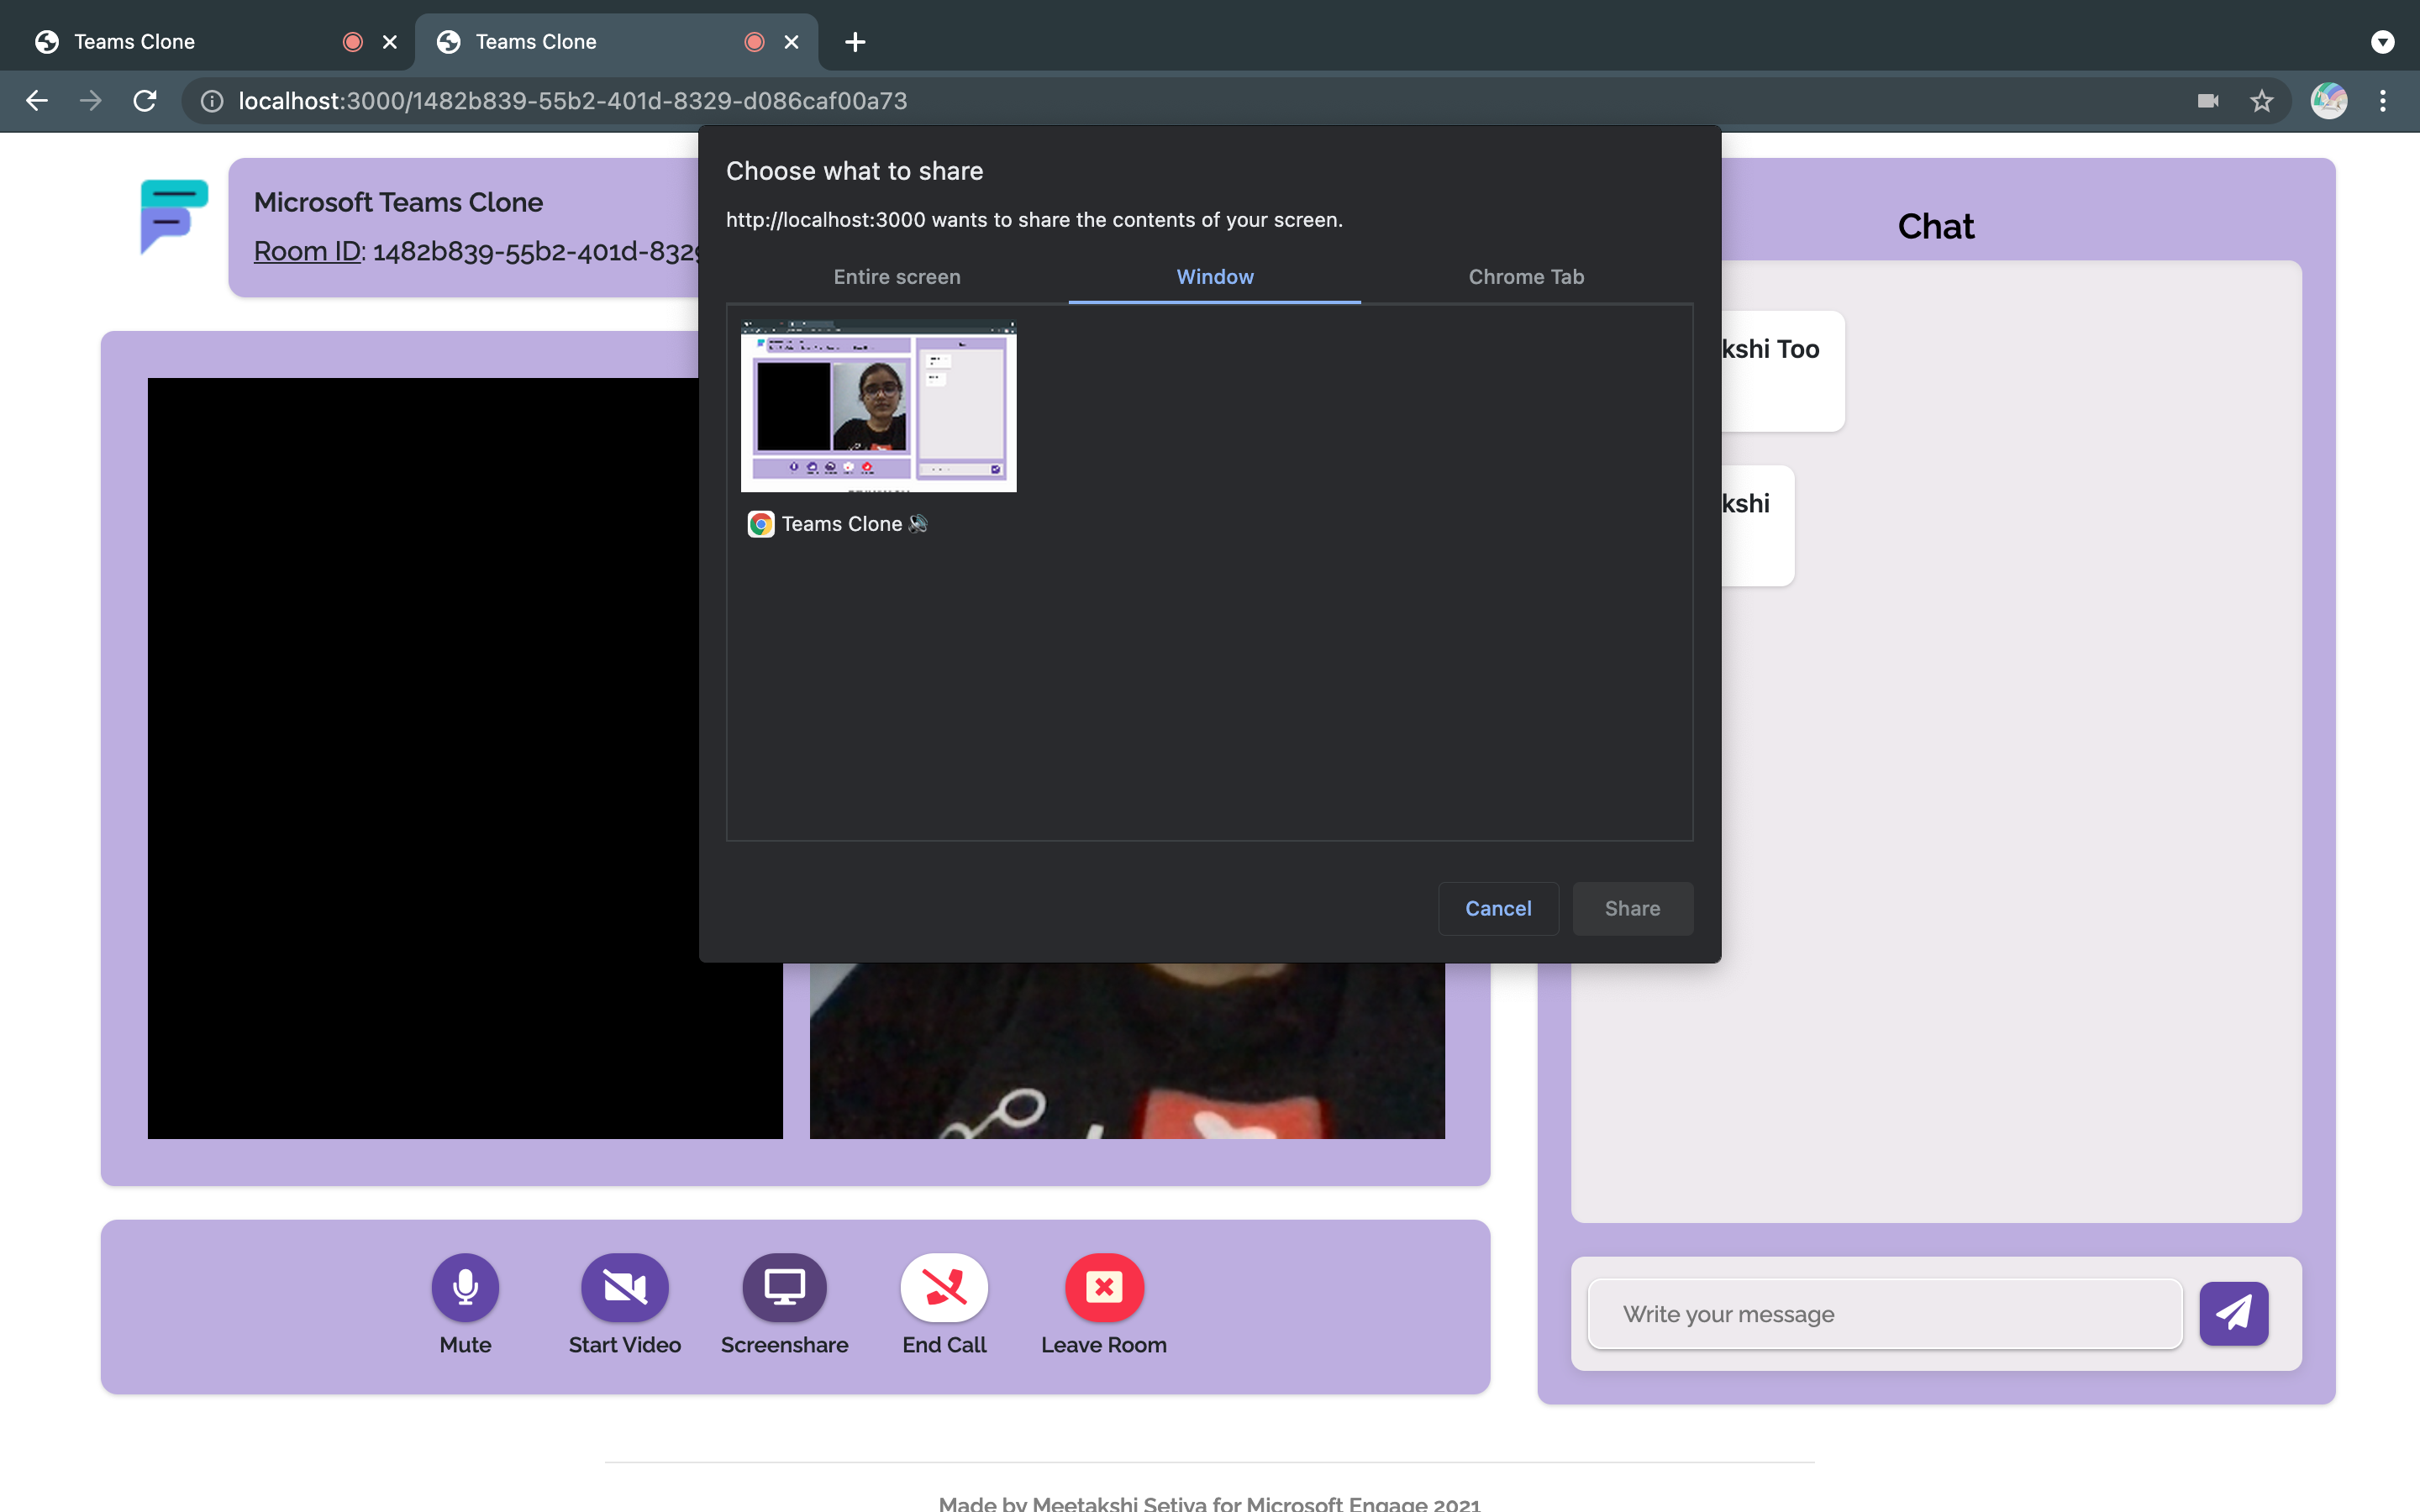 Teams Clone
Teams Clone
localhost:3000/1482b839-55b2-401d-8329-d086caf00a73
Microsoft Teams Clone
Room ID: 1482b839-55b2-401d-832
Choose what to share
http://localhost:3000 wants to share the contents of your screen.
Entire screen
Window
Chrome Tab
Teams Clone
Cancel
Share
Chat
kshi Too
kshi
Mute
Start Video
Screenshare
End Call
Leave Room
Write your message
Made by Meetakshi Setiya for Microsoft Engage 2021